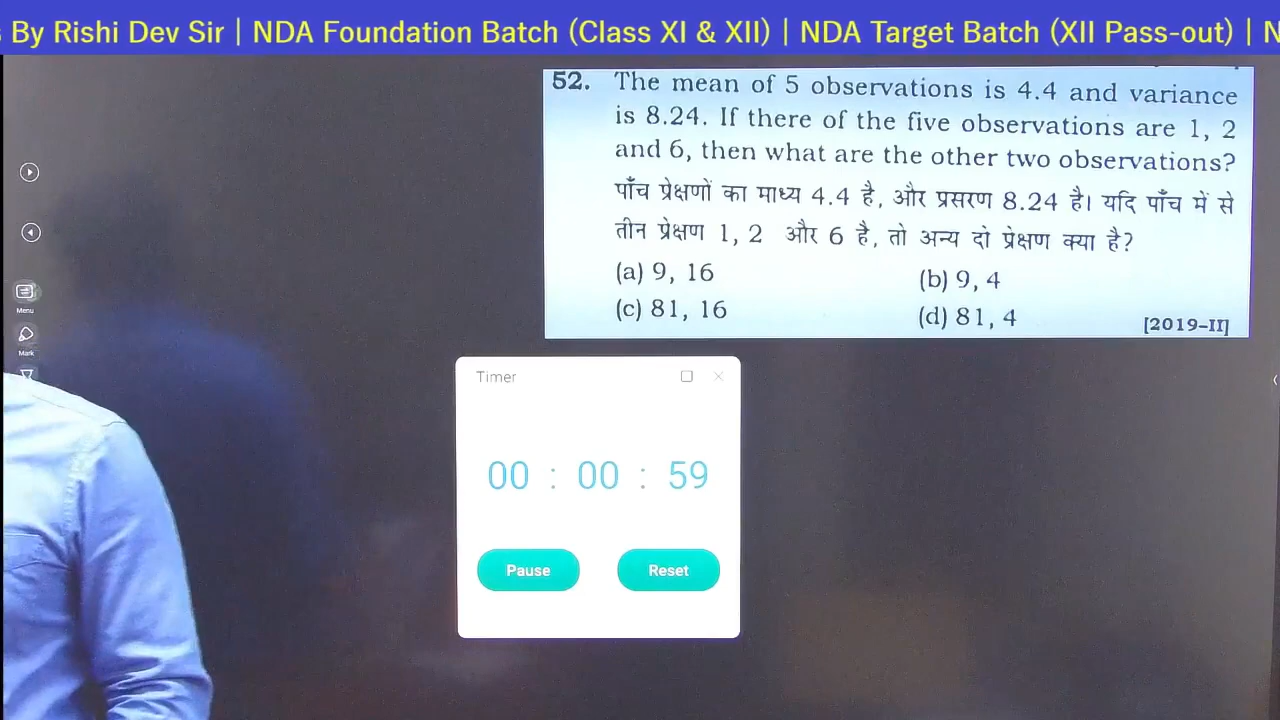 By Rishi Dev Sir | NDA Foundation Batch (Class XI & XII) | NDA Target Batch (XII Pass-out) | N
52. The mean of 5 observations is 4.4 and variance
is 8.24. If there of the five observations are 1, 2
and 6, then what are the other two observations?
पाँच प्रेक्षणों का माध्य 4.4 है, और प्रसरण 8.24 है। यदि पाँच में से
तीन प्रेक्षण 1, 2 और 6 है, तो अन्य दो प्रेक्षण क्या है?
(a) 9, 16 (b) 9, 4
(c) 81, 16 (d) 81, 4 [2019-II]
Menu
Mark
Timer
00 : 00 : 59
Pause Reset